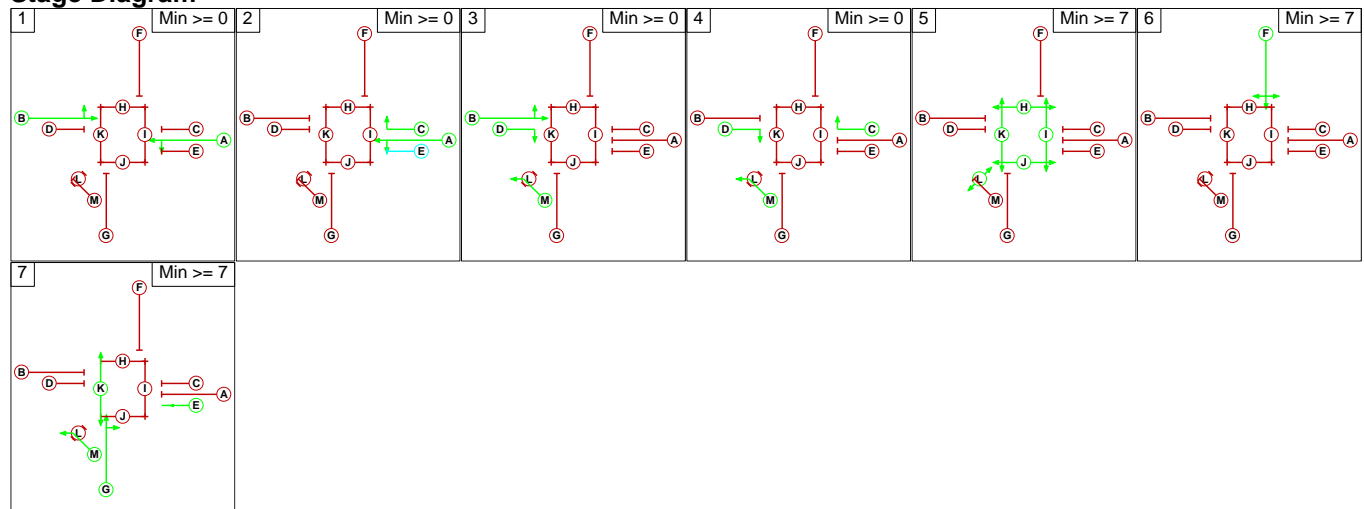 Stage Diagram
1 Min >= 0
F
H
B
D K I C
A
E
J
L
M
G
2 Min >= 0
F
H
B
D K I C
A
E
J
L
M
G
3 Min >= 0
F
H
B
D K I C
A
E
J
L
M
G
4 Min >= 0
F
H
B
D K I C
A
E
J
L
M
G
5 Min >= 7
F
H
B
D K I C
A
E
J
L
M
G
6 Min >= 7
F
H
B
D K I C
A
E
J
L
M
G
7 Min >= 7
F
H
B
D K I C
A
E
J
L
M
G